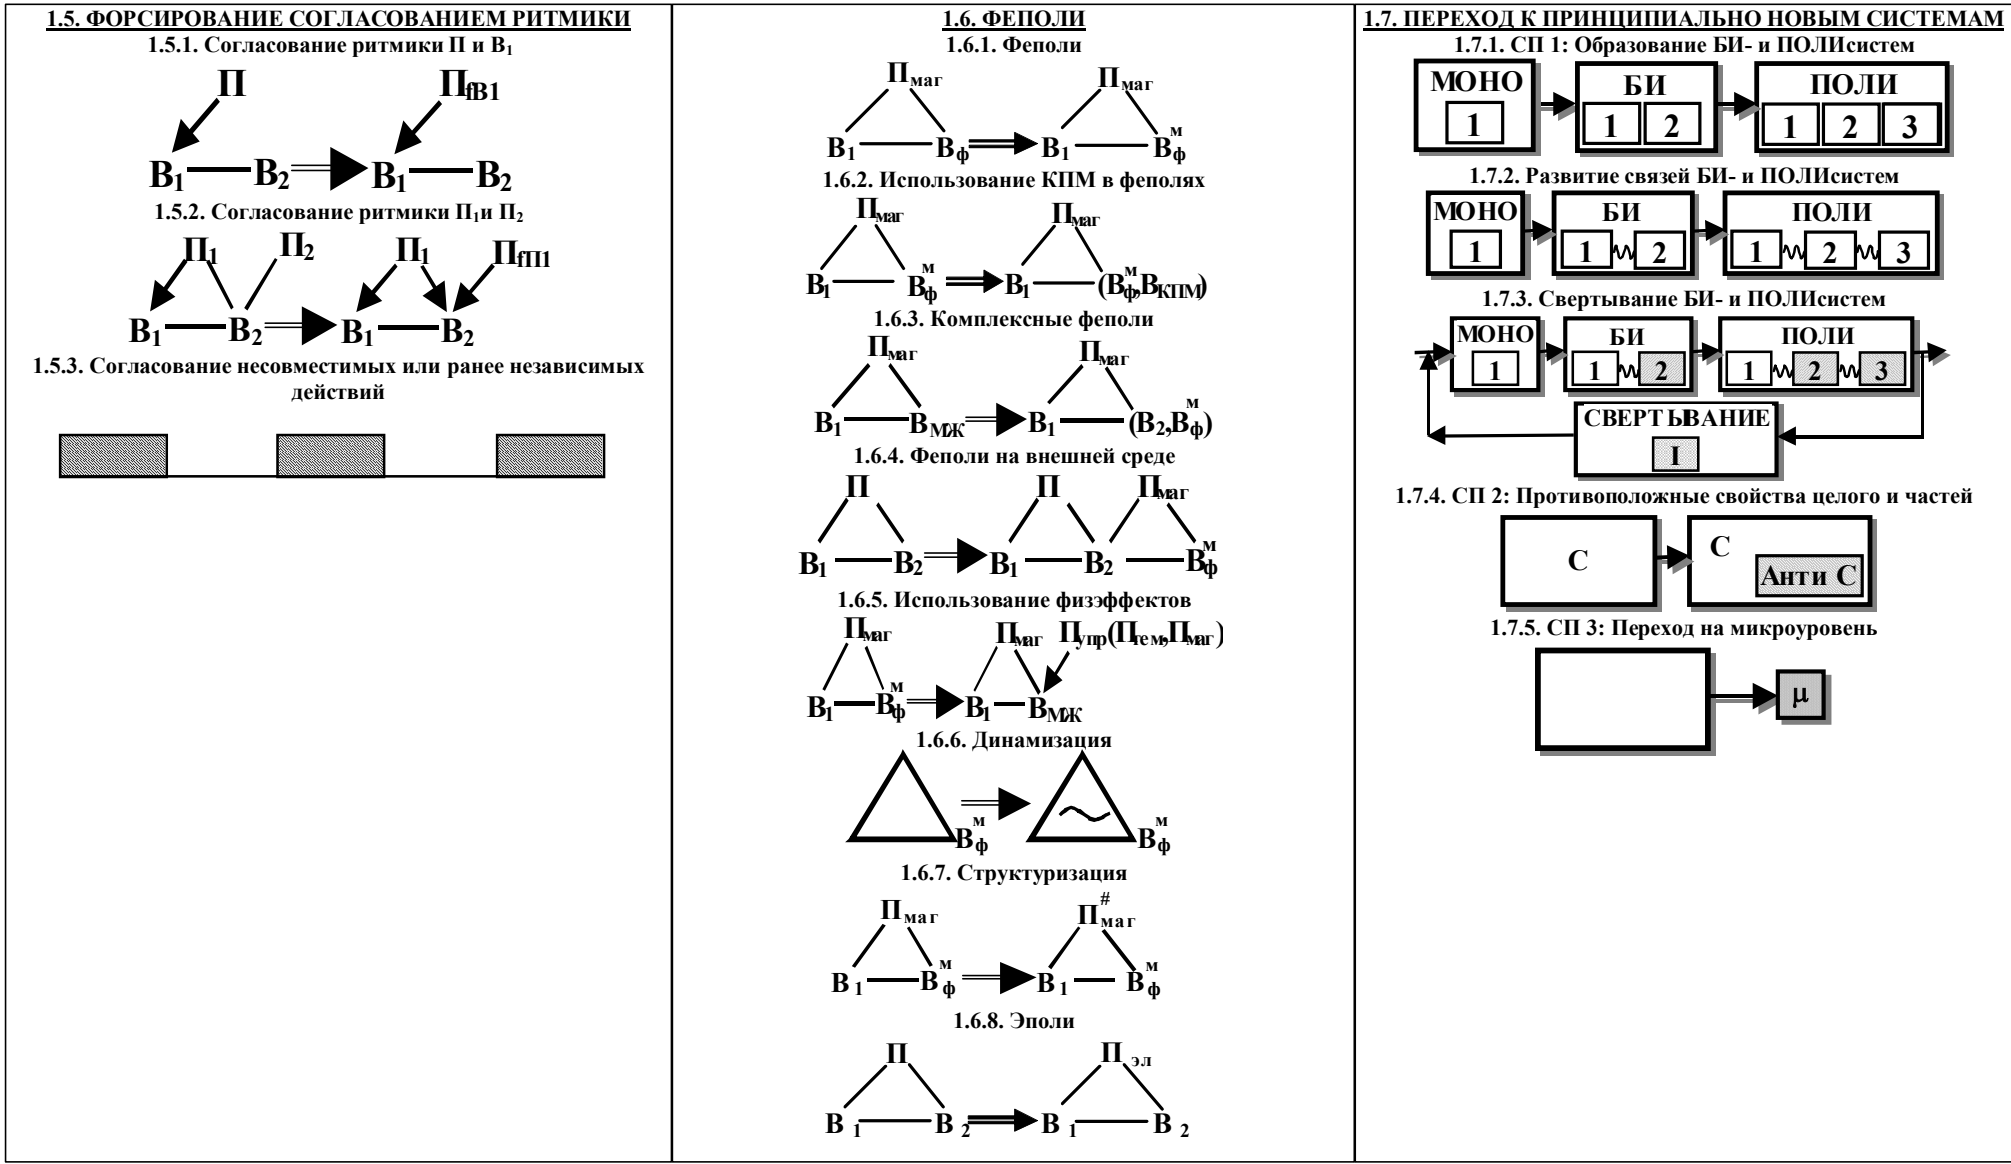 1.5. ФОРСИРОВАНИЕ СОГЛАСОВАНИЕМ РИТМИКИ
1.5.1. Согласование ритмики П и В1
П ПfВ1
В1 В2 В1 В2
1.5.2. Согласование ритмики П1и П2
П1 П2 П1 ПfП1
В1 В2 В1 В2
1.5.3. Согласование несовместимых или ранее независимых
действий
1.6. ФЕПОЛИ
1.6.1. Феполи
Пмаг Пмаг
В1 Вф В1 Вфм
1.6.2. Использование КПМ в феполях
Пмаг Пмаг
В1 Вфм В1 (Вфм,ВКПМ)
1.6.3. Комплексные феполи
Пмаг Пмаг
В1 ВМЖ В1 (В2,Вфм)
1.6.4. Феполи на внешней среде
П П Пмаг
В1 В2 В1 В2 Вфм
1.6.5. Использование физэффектов
Пмаг Пмаг Пупр(Птем,Пмаг)
В1 Вфм В1 ВМЖ
1.6.6. Динамизация
Вфм Вфм
1.6.7. Структуризация
Пмаг Пмаг#
В1 Вфм В1 Вфм
1.6.8. Эполи
П Пэл
В1 В2 В1 В2
1.7. ПЕРЕХОД К ПРИНЦИПИАЛЬНО НОВЫМ СИСТЕМАМ
1.7.1. СП 1: Образование БИ- и ПОЛИсистем
МОНО БИ ПОЛИ
1 1 2 1 2 3
1.7.2. Развитие связей БИ- и ПОЛИсистем
МОНО БИ ПОЛИ
1 1 2 1 2 3
1.7.3. Свертывание БИ- и ПОЛИсистем
МОНО БИ ПОЛИ
1 1 2 1 2 3
СВЕРТЫВАНИЕ
I
1.7.4. СП 2: Противоположные свойства целого и частей
С С
Анти С
1.7.5. СП 3: Переход на микроуровень
μ